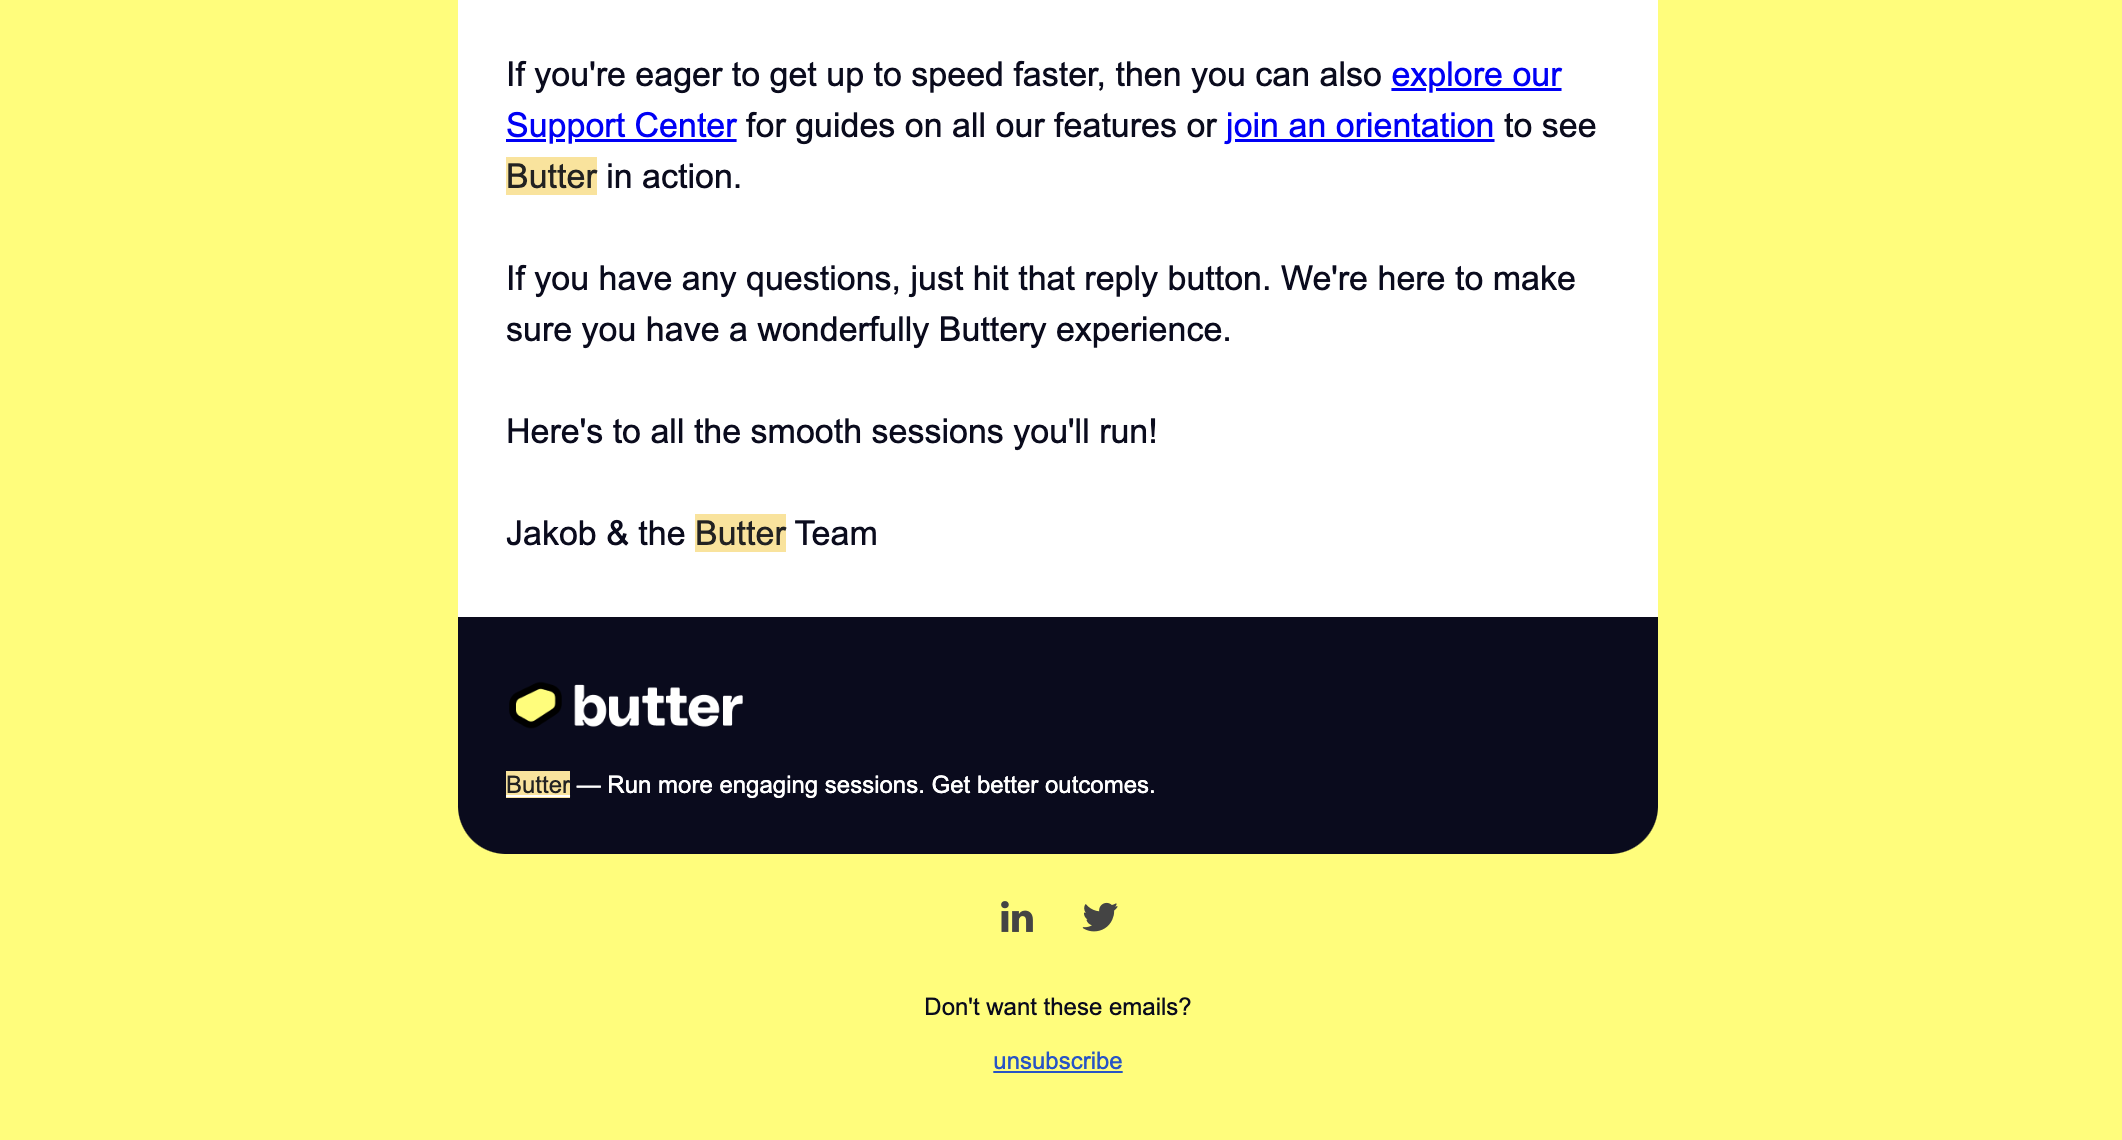 If you're eager to get up to speed faster, then you can also explore our
Support Center for guides on all our features or join an orientation to see
Butter in action.
If you have any questions, just hit that reply button. We're here to make
sure you have a wonderfully Buttery experience.
Here's to all the smooth sessions you'll run!
Jakob & the Butter Team
butter
Butter — Run more engaging sessions. Get better outcomes.
in
Don't want these emails?
unsubscribe